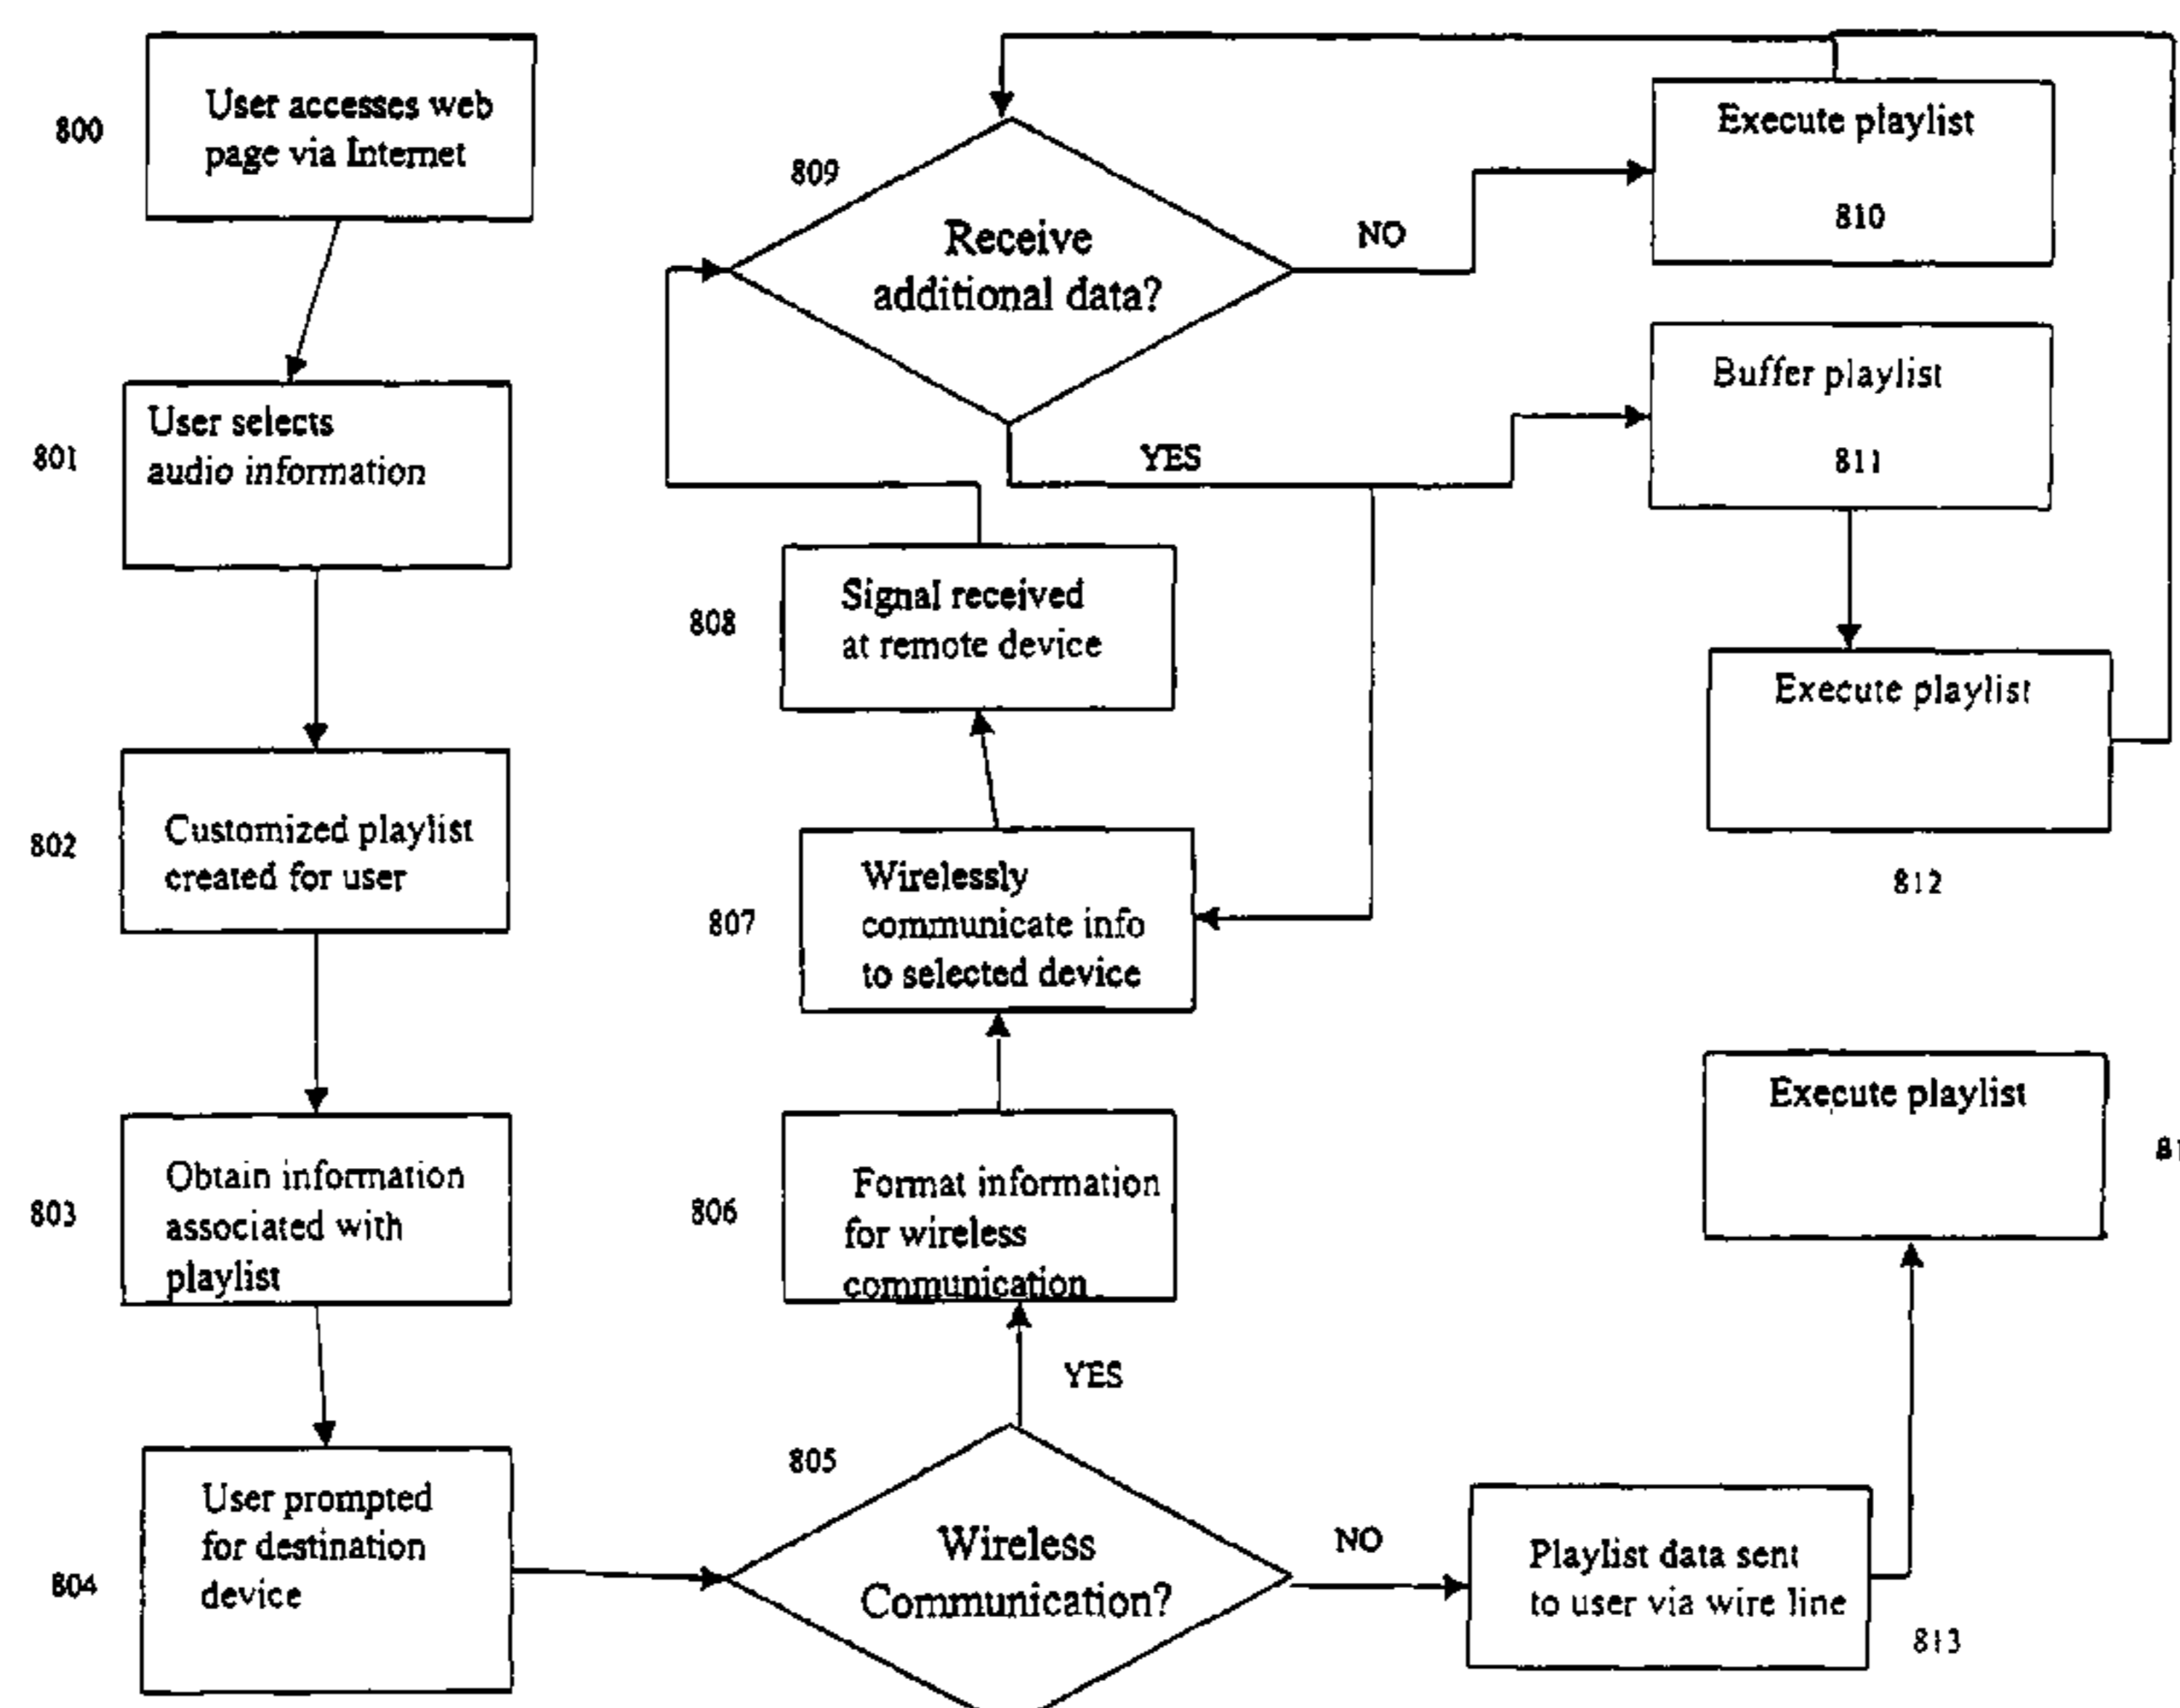 800
User accesses web
page via Internet
801
User selects
audio information
802
Customized playlist
created for user
803
Obtain information
associated with
playlist
804
User prompted
for destination
device
805
Wireless
Communication?
YES
NO
806
Format information
for wireless
communication
807
Wirelessly
communicate info
to selected device
808
Signal received
at remote device
809
Receive
additional data?
NO
YES
Execute playlist
810
Buffer playlist
811
Execute playlist
812
Playlist data sent
to user via wire line
813
Execute playlist